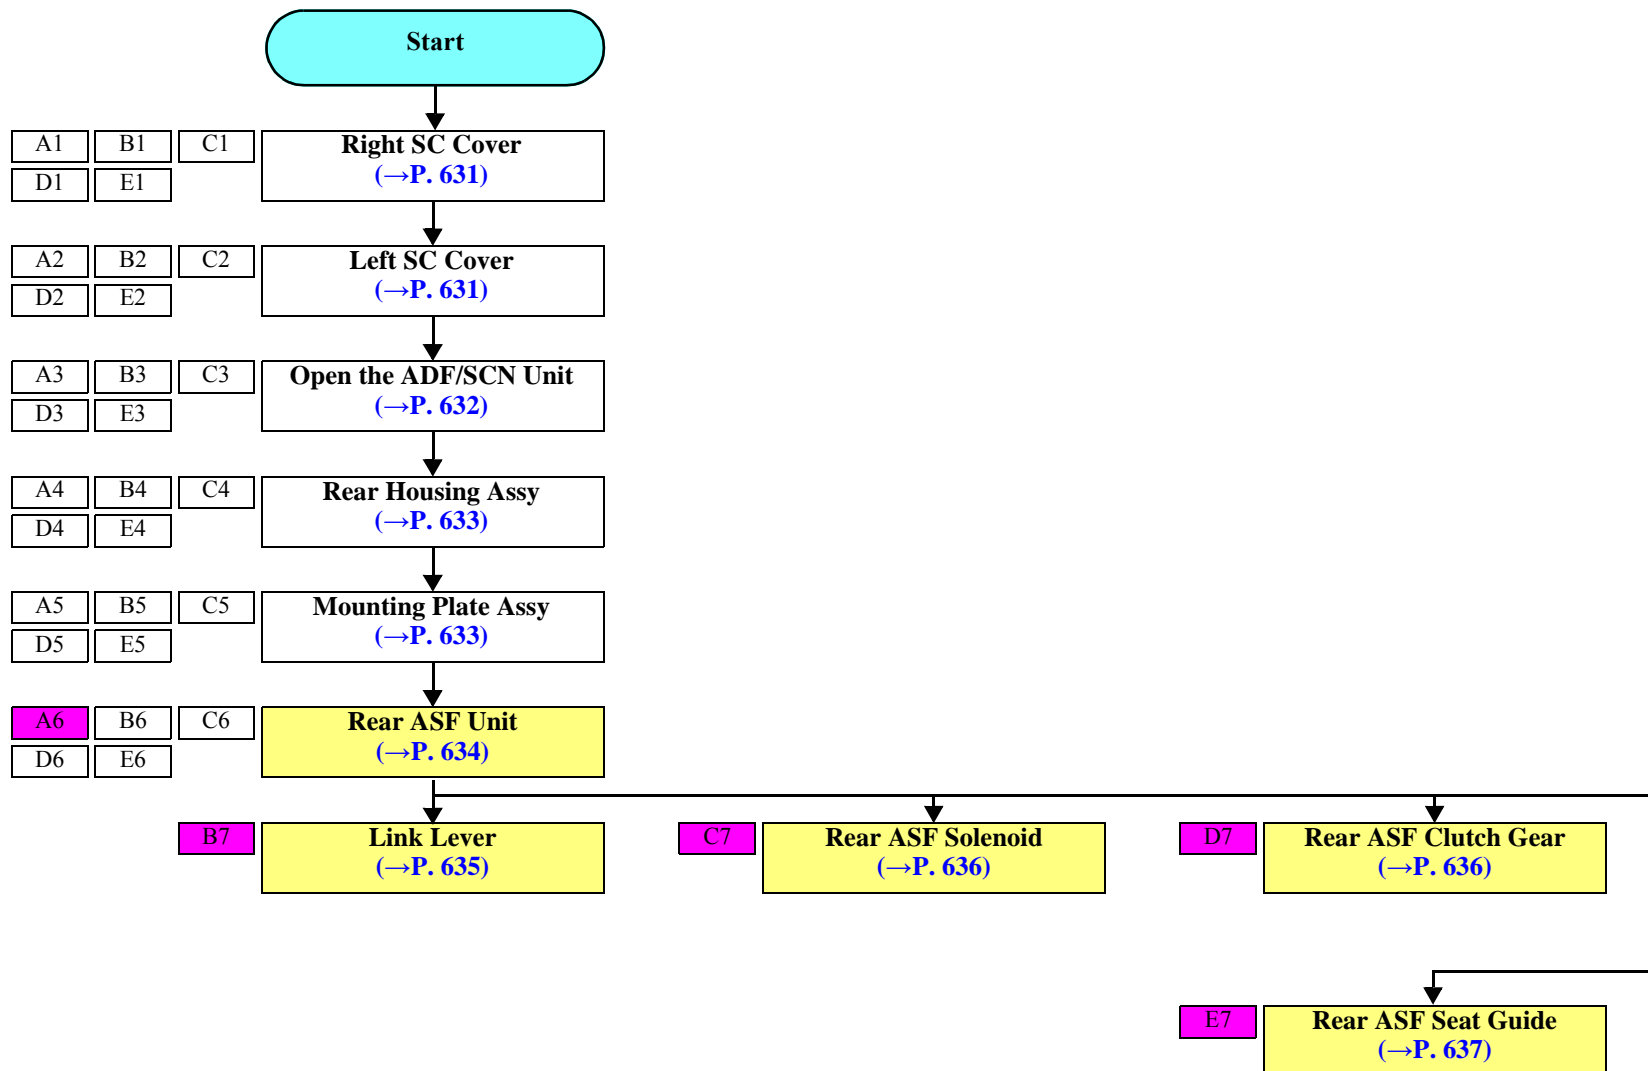 Start
A1 B1 C1 Right SC Cover
D1 E1 (→P. 631)
A2 B2 C2 Left SC Cover
D2 E2 (→P. 631)
A3 B3 C3 Open the ADF/SCN Unit
D3 E3 (→P. 632)
A4 B4 C4 Rear Housing Assy
D4 E4 (→P. 633)
A5 B5 C5 Mounting Plate Assy
D5 E5 (→P. 633)
A6 B6 C6 Rear ASF Unit
D6 E6 (→P. 634)
B7 Link Lever
(→P. 635)
C7 Rear ASF Solenoid
(→P. 636)
D7 Rear ASF Clutch Gear
(→P. 636)
E7 Rear ASF Seat Guide
(→P. 637)